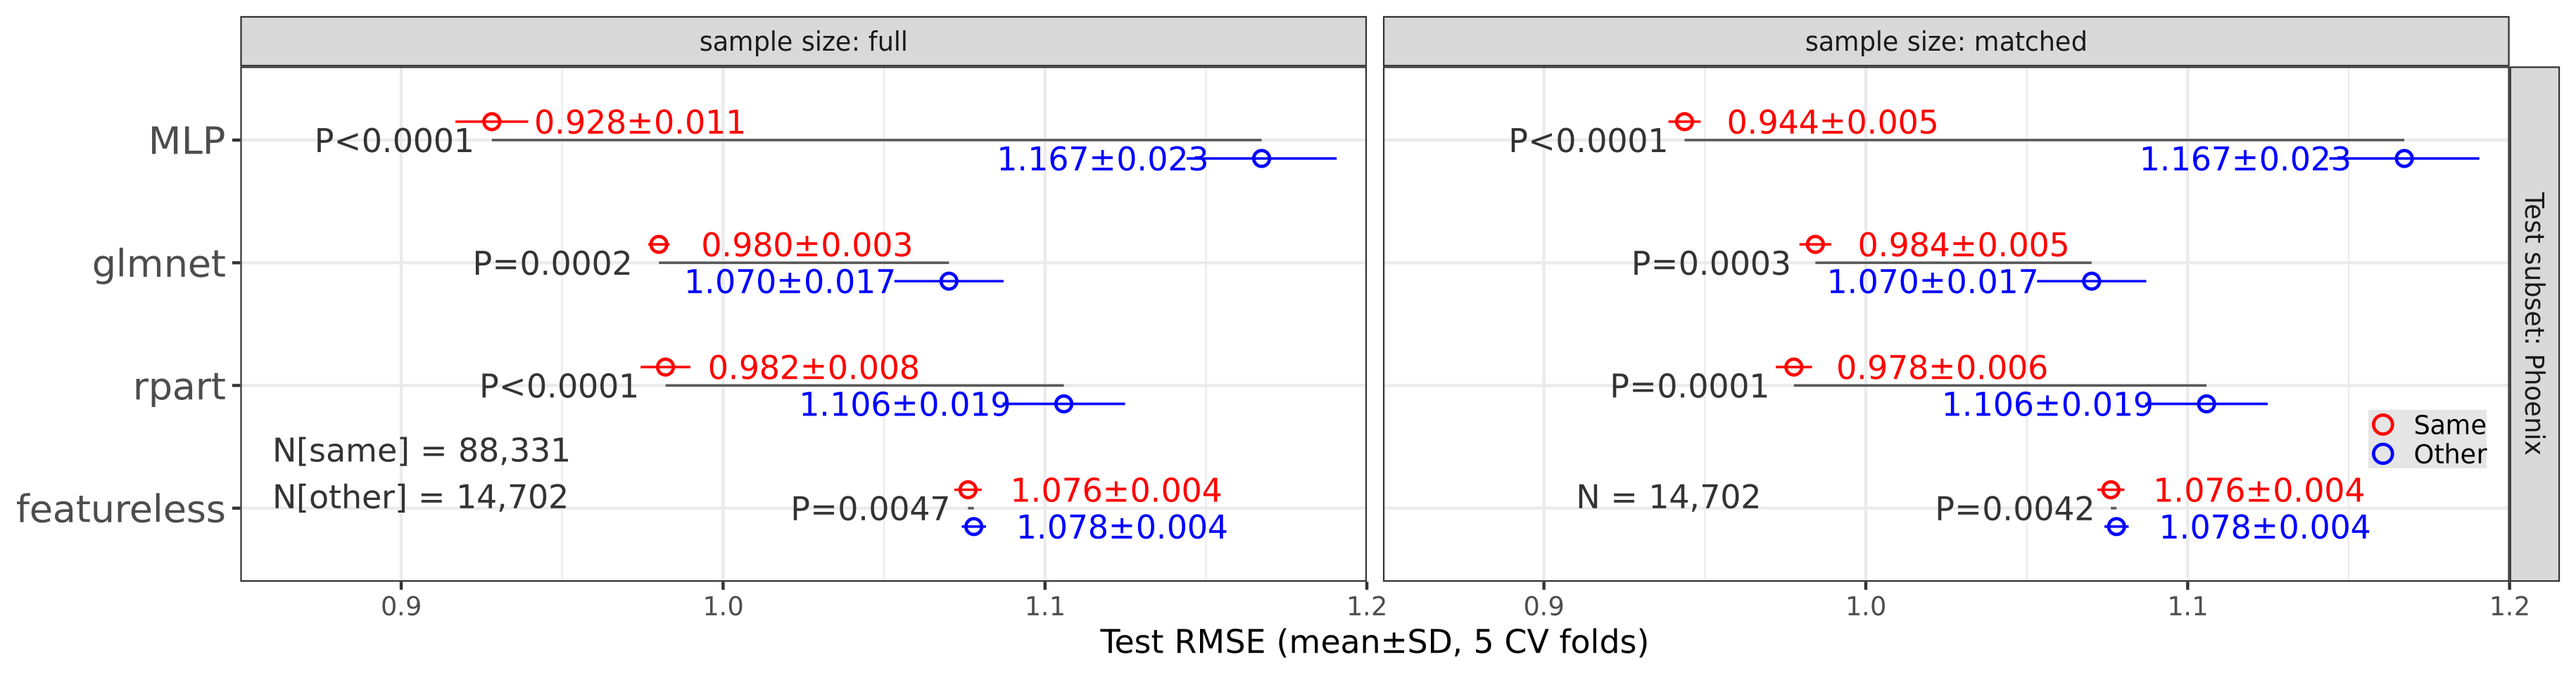 sample size: full
sample size: matched
MLP
P<0.0001
0.928±0.011
1.167±0.023
P<0.0001
0.944±0.005
1.167±0.023
glmnet
P=0.0002
0.980±0.003
1.070±0.017
P=0.0003
0.984±0.005
1.070±0.017
rpart
P<0.0001
0.982±0.008
1.106±0.019
P=0.0001
0.978±0.006
1.106±0.019
featureless
N[same] = 88,331
N[other] = 14,702
P=0.0047
1.076±0.004
1.078±0.004
N = 14,702
P=0.0042
1.076±0.004
1.078±0.004
Same
Other
Test subset: Phoenix
0.9 1.0 1.1 1.2
0.9 1.0 1.1 1.2
Test RMSE (mean±SD, 5 CV folds)